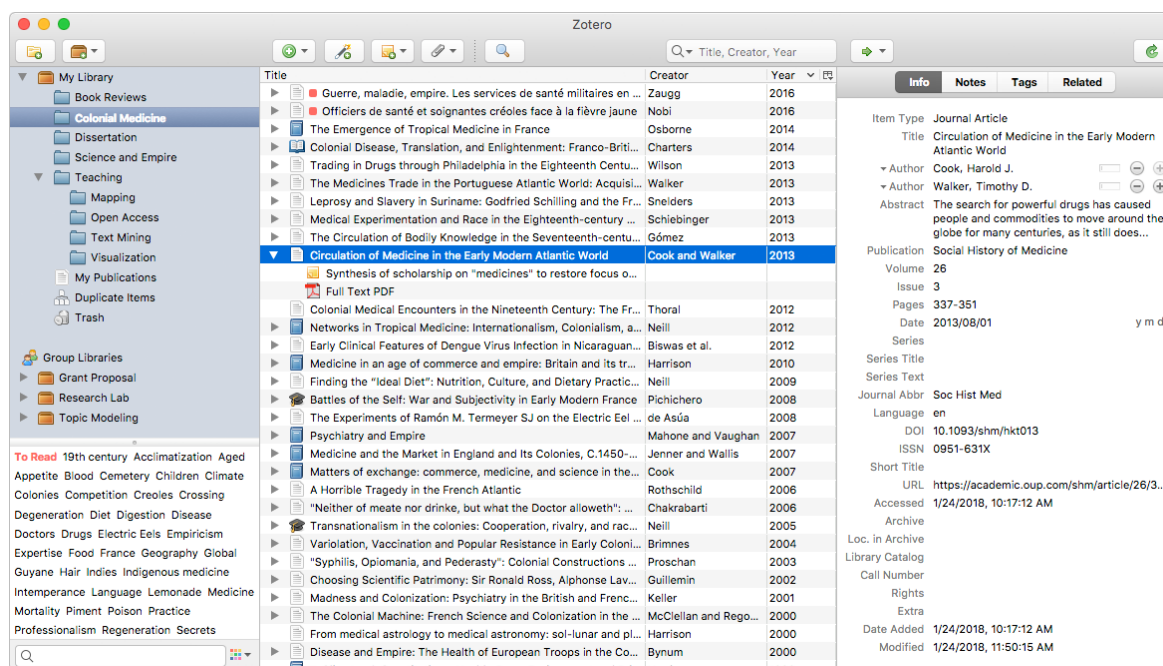 Zotero
Title, Creator, Year
My Library
Book Reviews
Colonial Medicine
Dissertation
Science and Empire
Teaching
Mapping
Open Access
Text Mining
Visualization
My Publications
Duplicate Items
Trash
Group Libraries
Grant Proposal
Research Lab
Topic Modeling
To Read 19th century Acclimatization Aged
Appetite Blood Cemetery Children Climate
Colonies Competition Creoles Crossing
Degeneration Diet Digestion Disease
Doctors Drugs Electric Eels Empiricism
Expertise Food France Geography Global
Guyane Hair Indies Indigenous medicine
Intemperance Language Lemonade Medicine
Mortality Piment Poison Practice
Professionalism Regeneration Secrets
Title Creator Year
Guerre, maladie, empire. Les services de santé militaires en ... Zaugg 2016
Officiers de santé et soignantes créoles face à la fièvre jaune Nobi 2016
The Emergence of Tropical Medicine in France Osborne 2014
Colonial Disease, Translation, and Enlightenment: Franco-Briti... Charters 2014
Trading in Drugs through Philadelphia in the Eighteenth Centu... Wilson 2013
The Medicines Trade in the Portuguese Atlantic World: Acquisi... Walker 2013
Leprosy and Slavery in Suriname: Godfried Schilling and the Fr... Snelders 2013
Medical Experimentation and Race in the Eighteenth-century ... Schiebinger 2013
The Circulation of Bodily Knowledge in the Seventeenth-centu... Gómez 2013
Circulation of Medicine in the Early Modern Atlantic World Cook and Walker 2013
Synthesis of scholarship on "medicines" to restore focus o...
Full Text PDF
Colonial Medical Encounters in the Nineteenth Century: The Fr... Thoral 2012
Networks in Tropical Medicine: Internationalism, Colonialism, a... Neill 2012
Early Clinical Features of Dengue Virus Infection in Nicaraguan... Biswas et al. 2012
Medicine in an age of commerce and empire: Britain and its tr... Harrison 2010
Finding the “Ideal Diet”: Nutrition, Culture, and Dietary Practic... Neill 2009
Battles of the Self: War and Subjectivity in Early Modern France Pichichero 2008
The Experiments of Ramón M. Termeyer SJ on the Electric Eel ... de Asúa 2008
Psychiatry and Empire Mahone and Vaughan 2007
Medicine and the Market in England and Its Colonies, C.1450-... Jenner and Wallis 2007
Matters of exchange: commerce, medicine, and science in the... Cook 2007
A Horrible Tragedy in the French Atlantic Rothschild 2006
"Neither of meate nor drinke, but what the Doctor alloweth": ... Chakrabarti 2006
Transnationalism in the colonies: Cooperation, rivalry, and rac... Neill 2005
Variolation, Vaccination and Popular Resistance in Early Coloni... Brimnes 2004
"Syphilis, Opiomania, and Pederasty": Colonial Constructions ... Proschan 2003
Choosing Scientific Patrimony: Sir Ronald Ross, Alphonse Lav... Guillemin 2002
Madness and Colonization: Psychiatry in the British and Frenc... Keller 2001
The Colonial Machine: French Science and Colonization in the ... McClellan and Rego... 2000
From medical astrology to medical astronomy: sol-lunar and pl... Harrison 2000
Disease and Empire: The Health of European Troops in the Co... Bynum 2000
Info Notes Tags Related
Item Type Journal Article
Title Circulation of Medicine in the Early Modern
Atlantic World
Author Cook, Harold J.
Author Walker, Timothy D.
Abstract The search for powerful drugs has caused
people and commodities to move around the
globe for many centuries, as it still does...
Publication Social History of Medicine
Volume 26
Issue 3
Pages 337-351
Date 2013/08/01 y m d
Series
Series Title
Series Text
Journal Abbr Soc Hist Med
Language en
DOI 10.1093/shm/hkt013
ISSN 0951-631X
Short Title
URL https://academic.oup.com/shm/article/26/3...
Accessed 1/24/2018, 10:17:12 AM
Archive
Loc. in Archive
Library Catalog
Call Number
Rights
Extra
Date Added 1/24/2018, 10:17:12 AM
Modified 1/24/2018, 11:50:15 AM